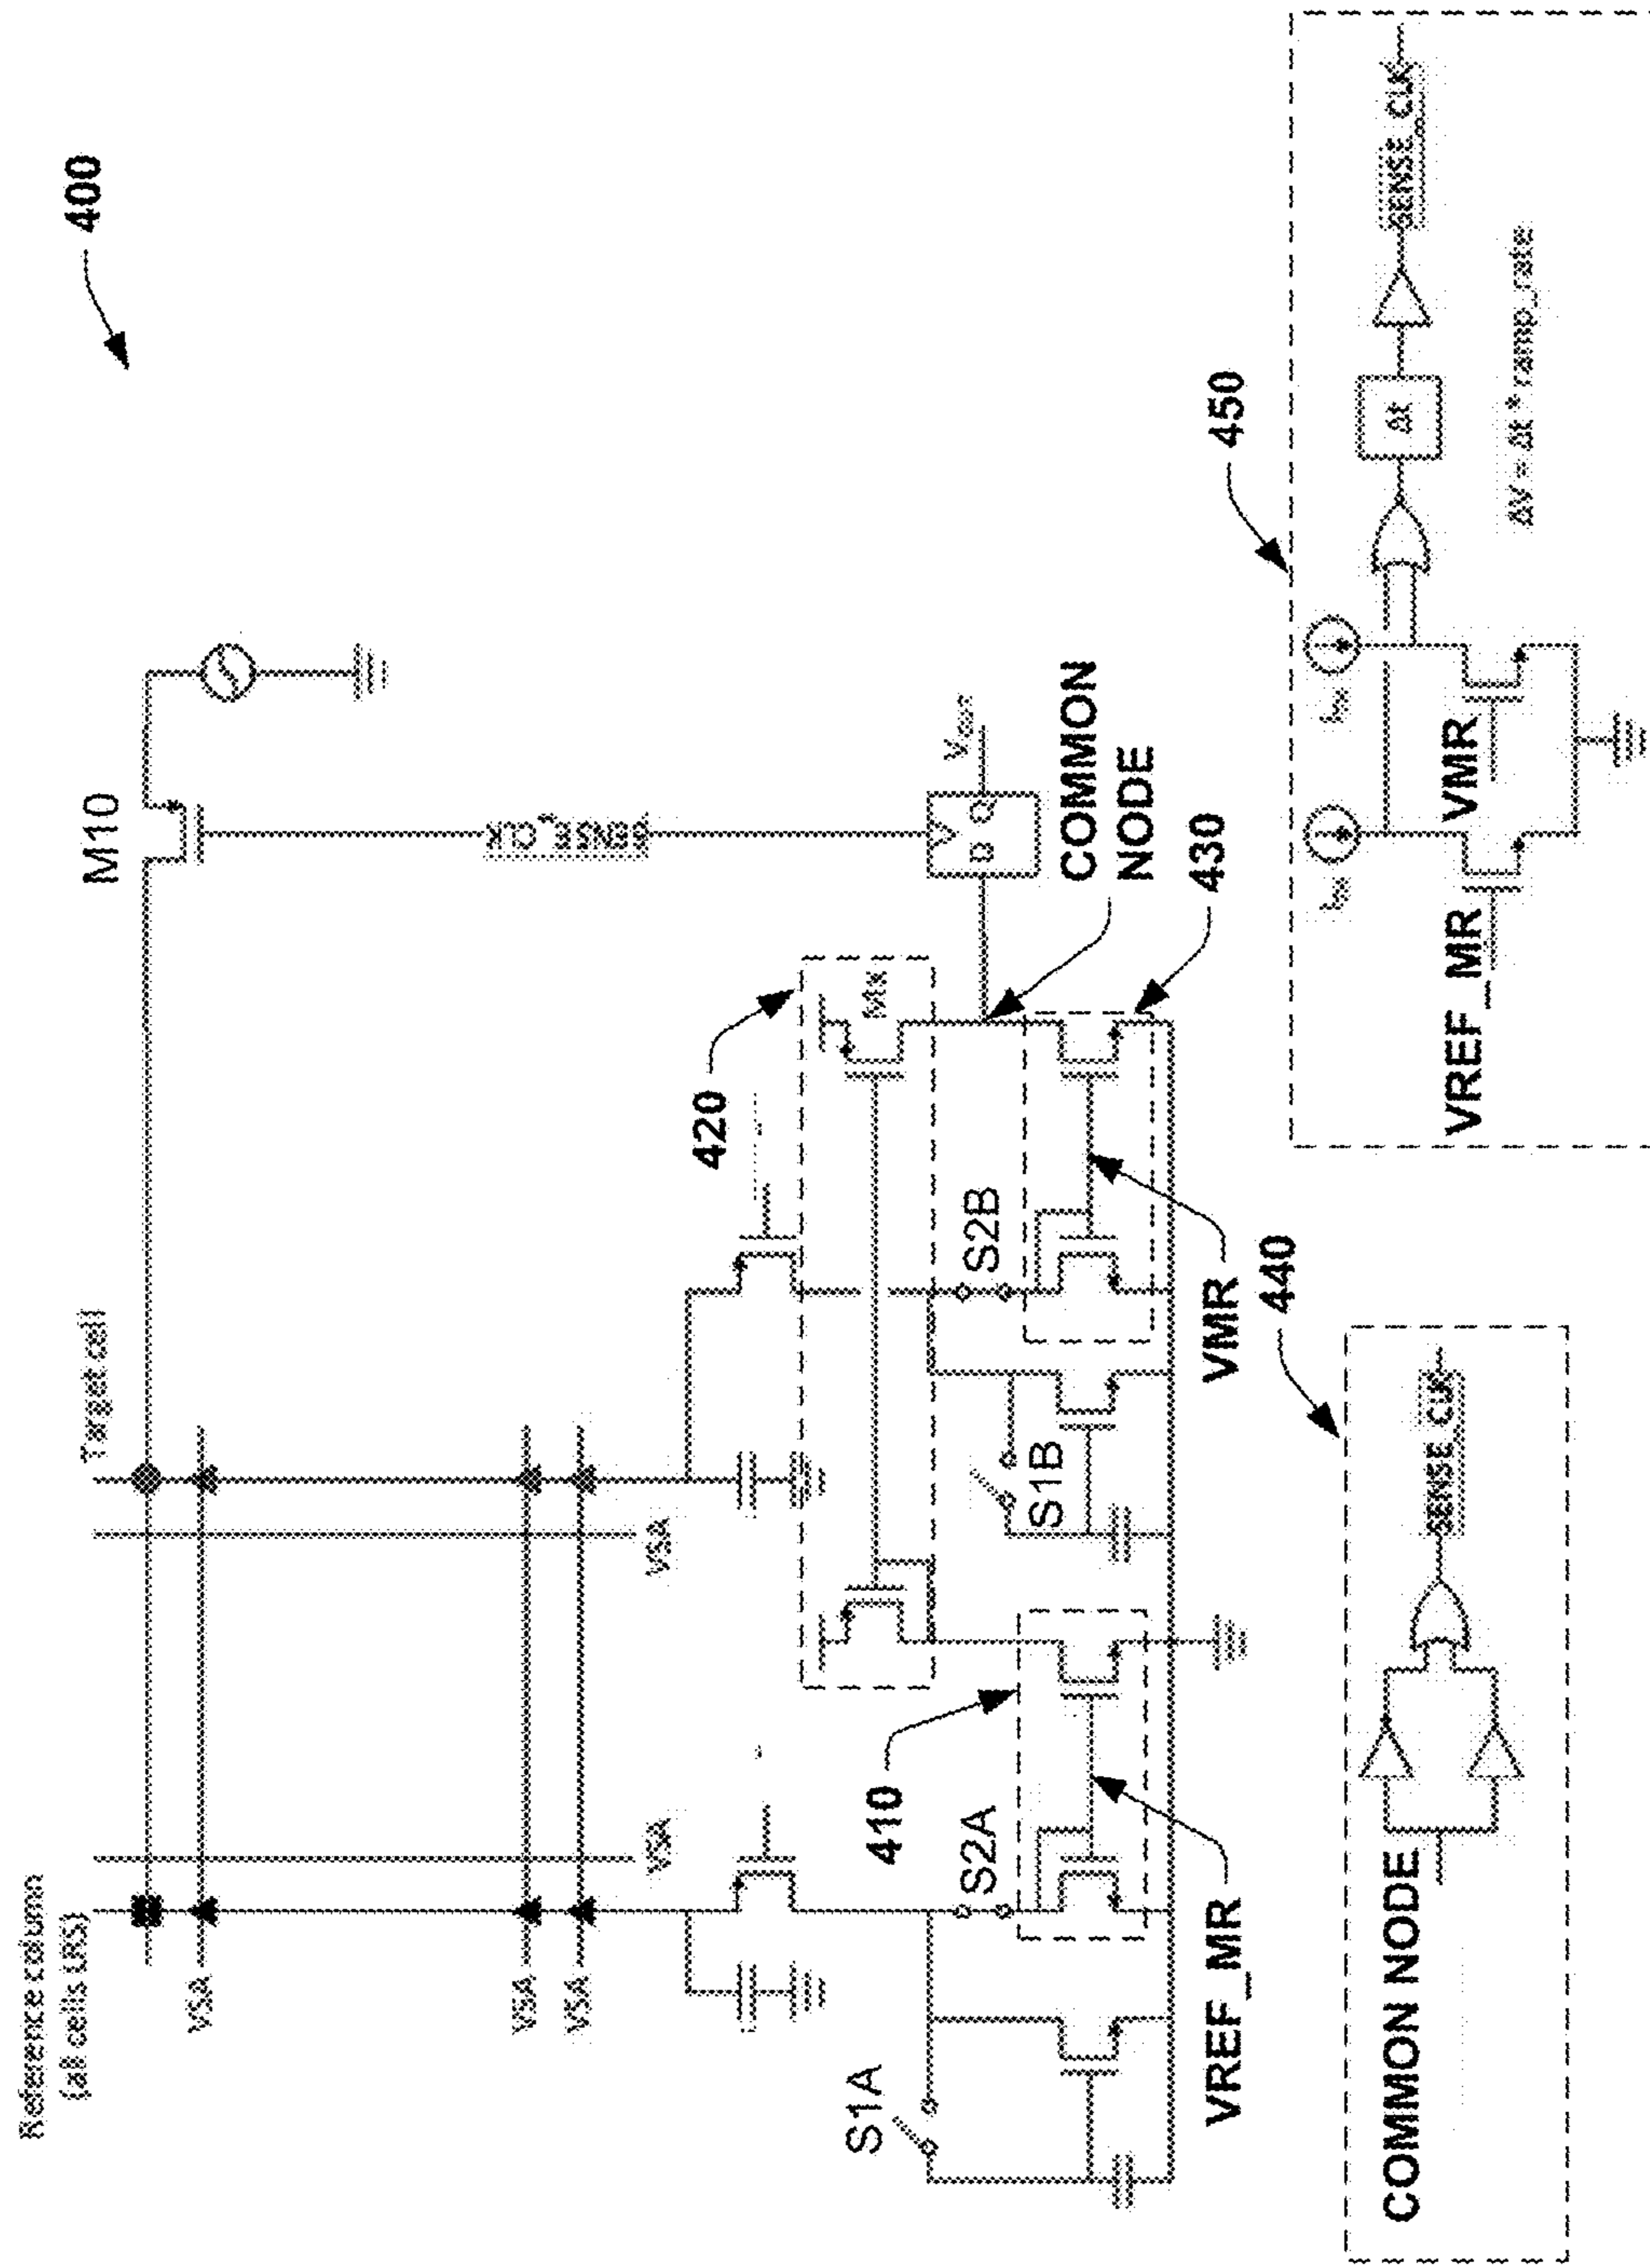 400
Reference column
(all cells LRS)
Target cell
M10
VSA
VSA
VSA
VSA
VSA
SENSE_CLK
S1A
S2A
410
420
S1B
S2B
Mx
D
Q
COMMON
NODE
430
VREF_MR
VMR
440
COMMON NODE
SENSE_CLK
450
VREF_MR
VMR
Δt
SENSE_CLK
ΔV = Δt * ramp_rate